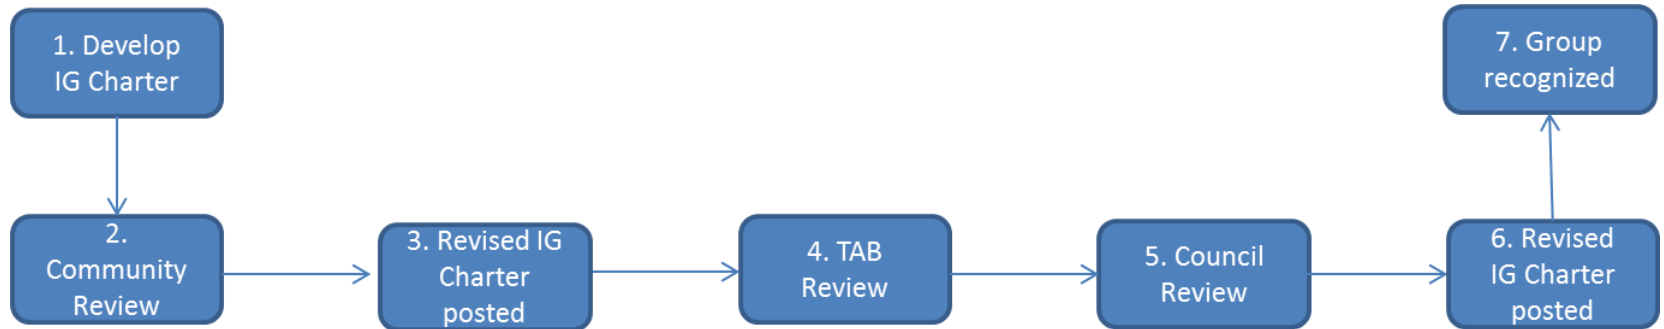 1. Develop
IG Charter
2.
Community
Review
3. Revised IG
Charter
posted
4. TAB
Review
5. Council
Review
6. Revised
IG Charter
posted
7. Group
recognized